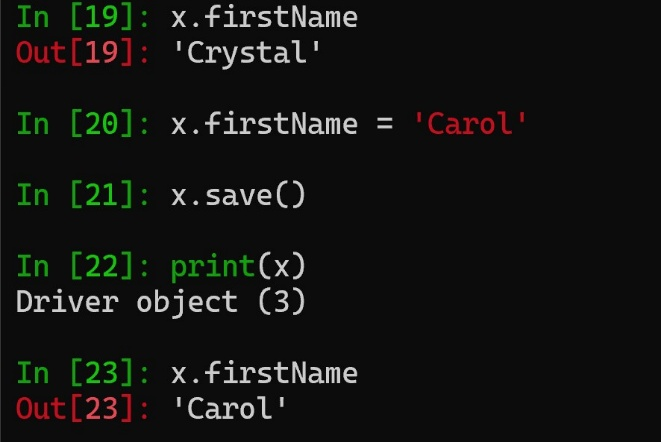 In [19]: x.firstName
Out[19]: 'Crystal'
In [20]: x.firstName = 'Carol'
In [21]: x.save()
In [22]: print(x)
Driver object (3)
In [23]: x.firstName
Out[23]: 'Carol'